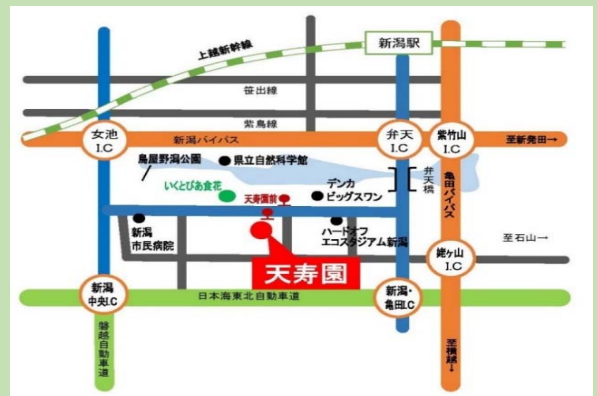 新潟駅
上越新幹線
笹出線
紫鳥線
女池
I.C
新潟バイパス
弁天
I.C
紫竹山
I.C
至新発田→
鳥屋野潟公園
県立自然科学館
いくとぴあ食花
天寿園前
デンカ
ビッグスワン
弁天橋
亀田バイパス
新潟
市民病院
ハードオフ
エコスタジアム新潟
至石山→
姥ヶ山
I.C
天寿園
新潟
中央I.C
日本海東北自動車道
新潟・
亀田I.C
磐越自動車道
至横越→